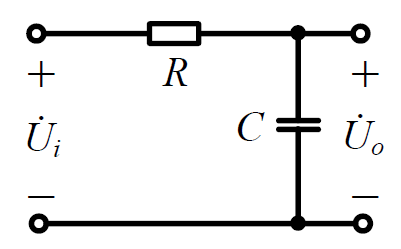 + R +
U̇i C U̇o
− −